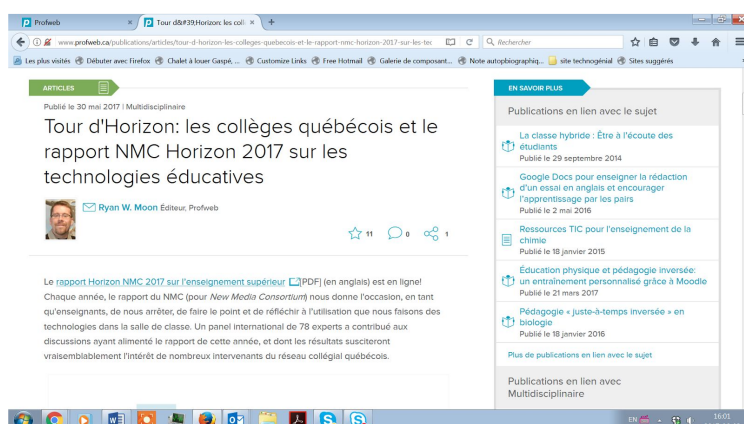 Profweb
Tour d&#39;Horizon: les collè
www.profweb.ca/publications/articles/tour-d-horizon-les-colleges-quebecois-et-le-rapport-nmc-horizon-2017-sur-les-tec
Rechercher
Les plus visités Débuter avec Firefox Chalet à louer Gaspé, ... Customize Links Free Hotmail Galerie de composant... Note autopbiographiq... site technogénial Sites suggérés
ARTICLES
Publié le 30 mai 2017 | Multidisciplinaire
Tour d'Horizon: les collèges québécois et le
rapport NMC Horizon 2017 sur les
technologies éducatives
Ryan W. Moon Éditeur, Profweb
11 0 1
Le rapport Horizon NMC 2017 sur l'enseignement supérieur [PDF] (en anglais) est en ligne!
Chaque année, le rapport du NMC (pour New Media Consortium) nous donne l'occasion, en tant
qu'enseignants, de nous arrêter, de faire le point et de réfléchir à l'utilisation que nous faisons des
technologies dans la salle de classe. Un panel international de 78 experts a contribué aux
discussions ayant alimenté le rapport de cette année, et dont les résultats susciteront
vraisemblablement l'intérêt de nombreux intervenants du réseau collégial québécois.
EN SAVOIR PLUS
Publications en lien avec le sujet
La classe hybride : Être à l'écoute des
étudiants
Publié le 29 septembre 2014
Google Docs pour enseigner la rédaction
d'un essai en anglais et encourager
l'apprentissage par les pairs
Publié le 2 mai 2016
Ressources TIC pour l'enseignement de la
chimie
Publié le 18 janvier 2015
Éducation physique et pédagogie inversée:
un entraînement personnalisé grâce à Moodle
Publié le 21 mars 2017
Pédagogie « juste-à-temps inversée » en
biologie
Publié le 18 janvier 2016
Plus de publications en lien avec le sujet
Publications en lien avec
Multidisciplinaire
EN
16:01